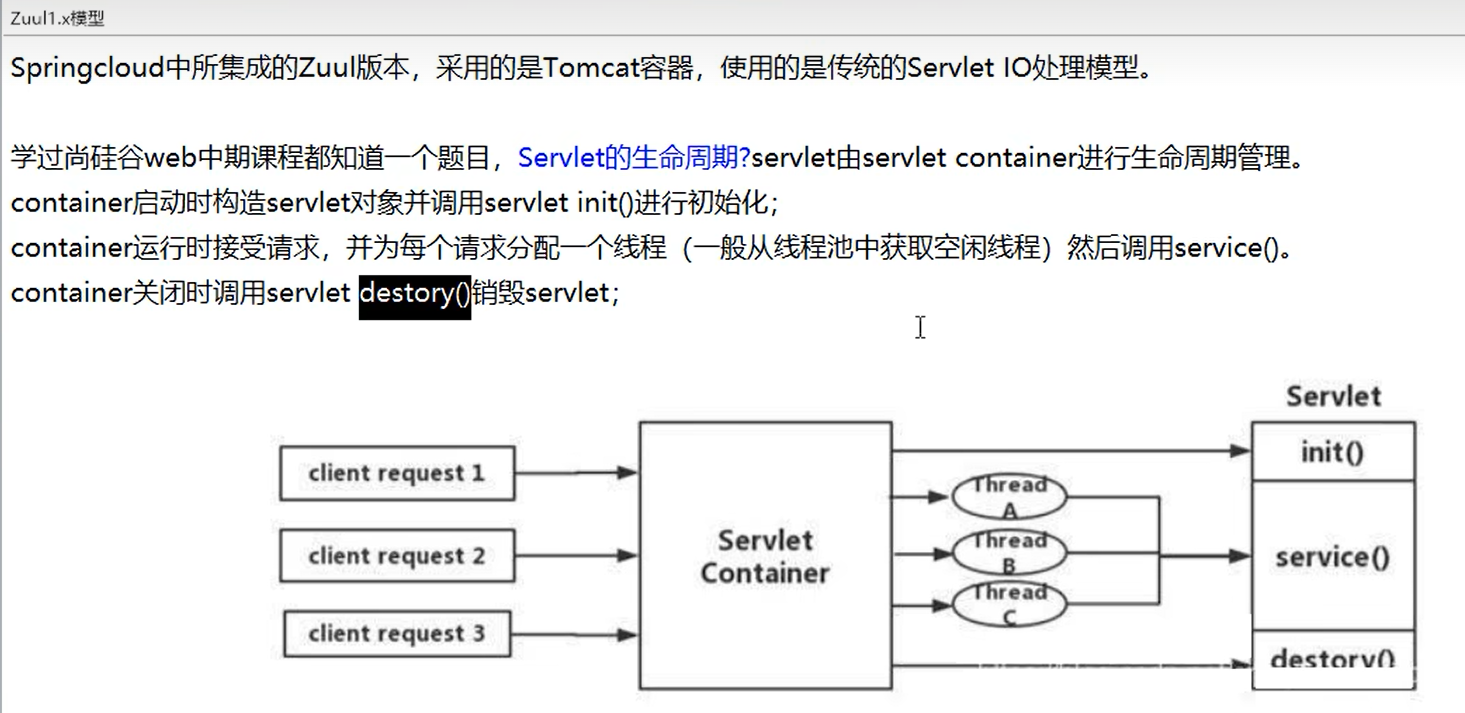 Zuul1.x模型
Springcloud中所集成的Zuul版本，采用的是Tomcat容器，使用的是传统的Servlet IO处理模型。
学过尚硅谷web中期课程都知道一个题目，Servlet的生命周期?servlet由servlet container进行生命周期管理。
container启动时构造servlet对象并调用servlet init()进行初始化；
container运行时接受请求，并为每个请求分配一个线程（一般从线程池中获取空闲线程）然后调用service()。
container关闭时调用servlet destory()销毁servlet；
Servlet
client request 1
client request 2
client request 3
Servlet
Container
Thread
A
Thread
B
Thread
C
init()
service()
destory()